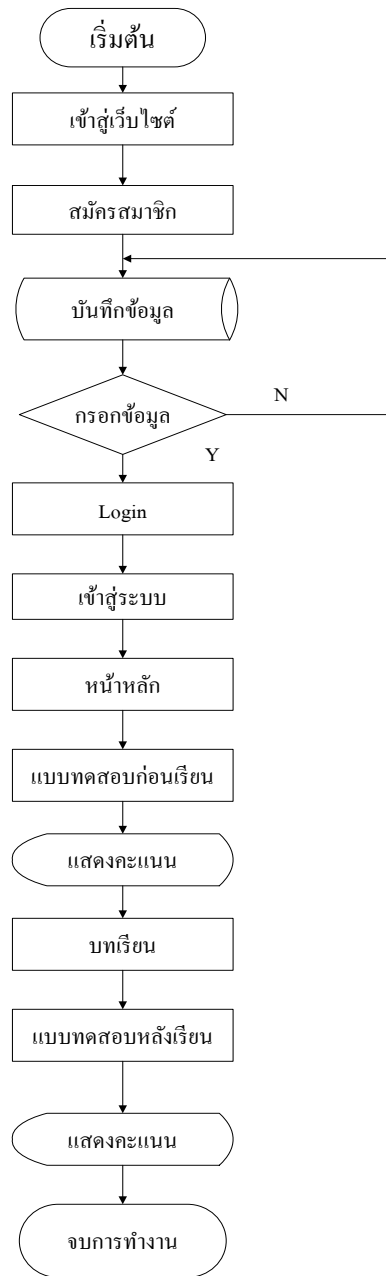 เริ่มต้น
เข้าสู่เว็บไซต์
สมัครสมาชิก
บันทึกข้อมูล
กรอกข้อมูล
N
Y
Login
เข้าสู่ระบบ
หน้าหลัก
แบบทดสอบก่อนเรียน
แสดงคะแนน
บทเรียน
แบบทดสอบหลังเรียน
แสดงคะแนน
จบการทำงาน